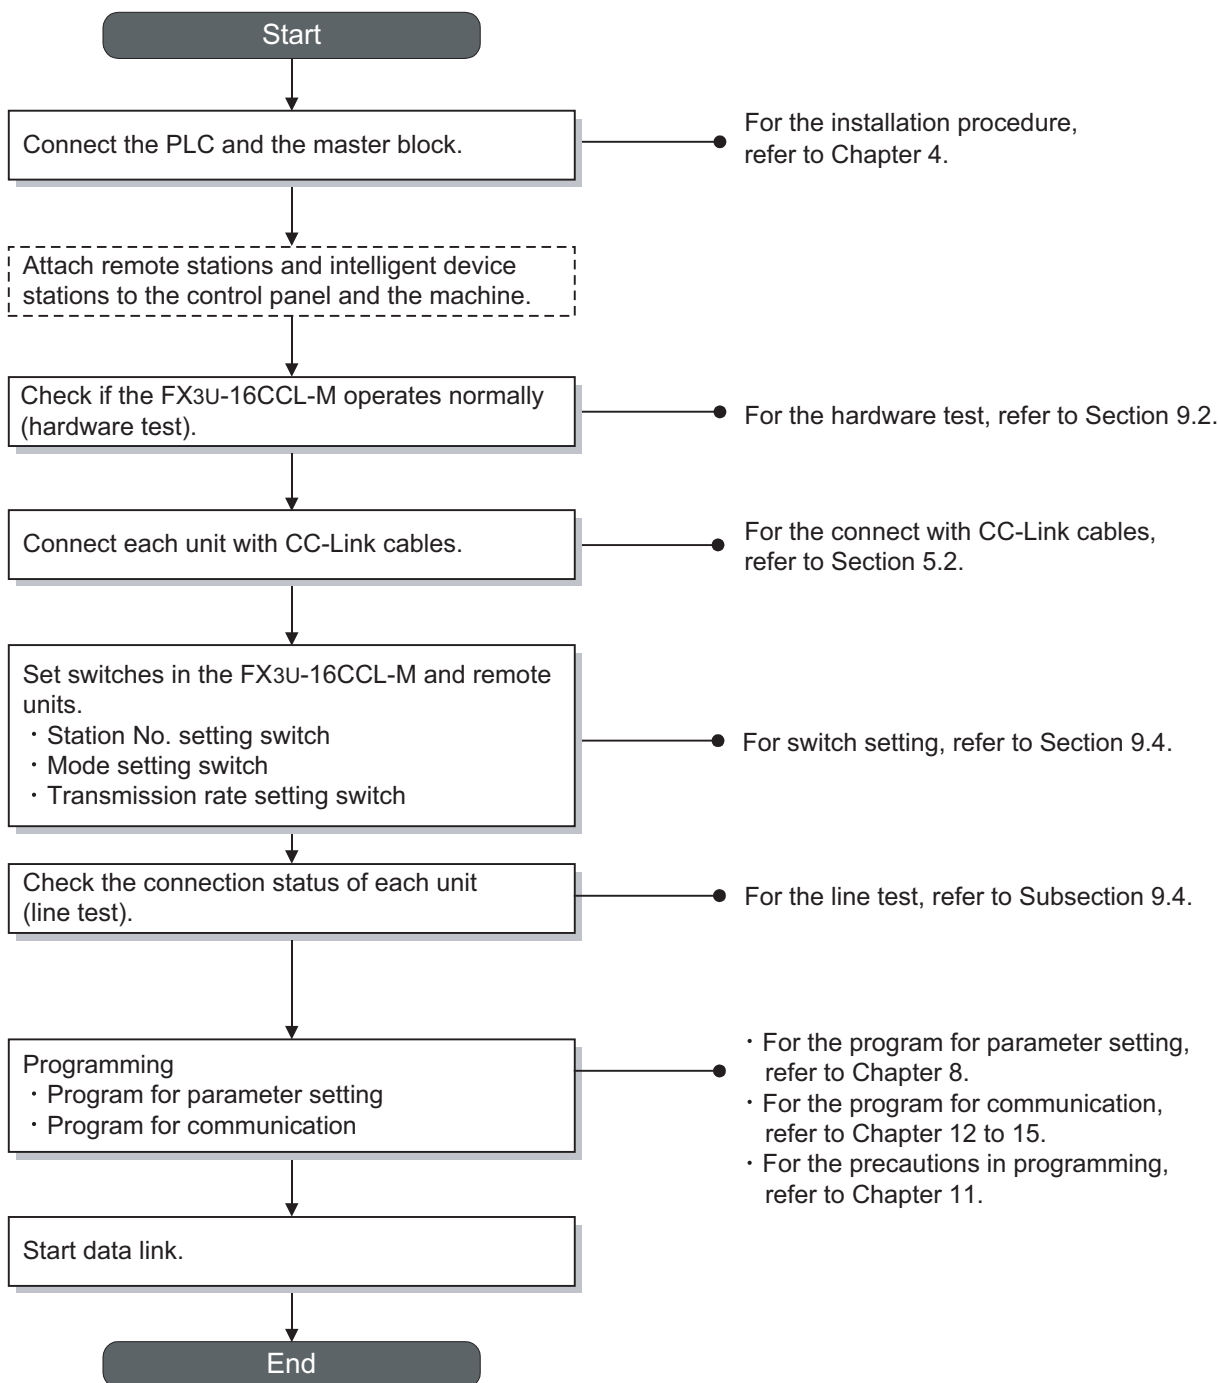 Start
Connect the PLC and the master block.
For the installation procedure,
refer to Chapter 4.
Attach remote stations and intelligent device
stations to the control panel and the machine.
Check if the FX3U-16CCL-M operates normally
(hardware test).
For the hardware test, refer to Section 9.2.
Connect each unit with CC-Link cables.
For the connect with CC-Link cables,
refer to Section 5.2.
Set switches in the FX3U-16CCL-M and remote
units.
・Station No. setting switch
・Mode setting switch
・Transmission rate setting switch
For switch setting, refer to Section 9.4.
Check the connection status of each unit
(line test).
For the line test, refer to Subsection 9.4.
Programming
・Program for parameter setting
・Program for communication
・For the program for parameter setting,
refer to Chapter 8.
・For the program for communication,
refer to Chapter 12 to 15.
・For the precautions in programming,
refer to Chapter 11.
Start data link.
End